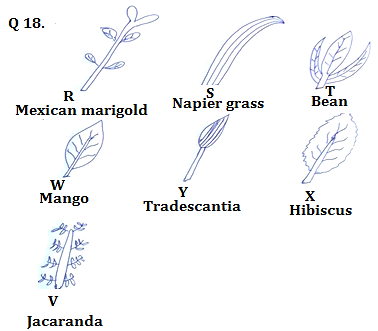 Q 18.
R
Mexican marigold
S
Napier grass
T
Bean
W
Mango
Y
Tradescantia
X
Hibiscus
V
Jacaranda